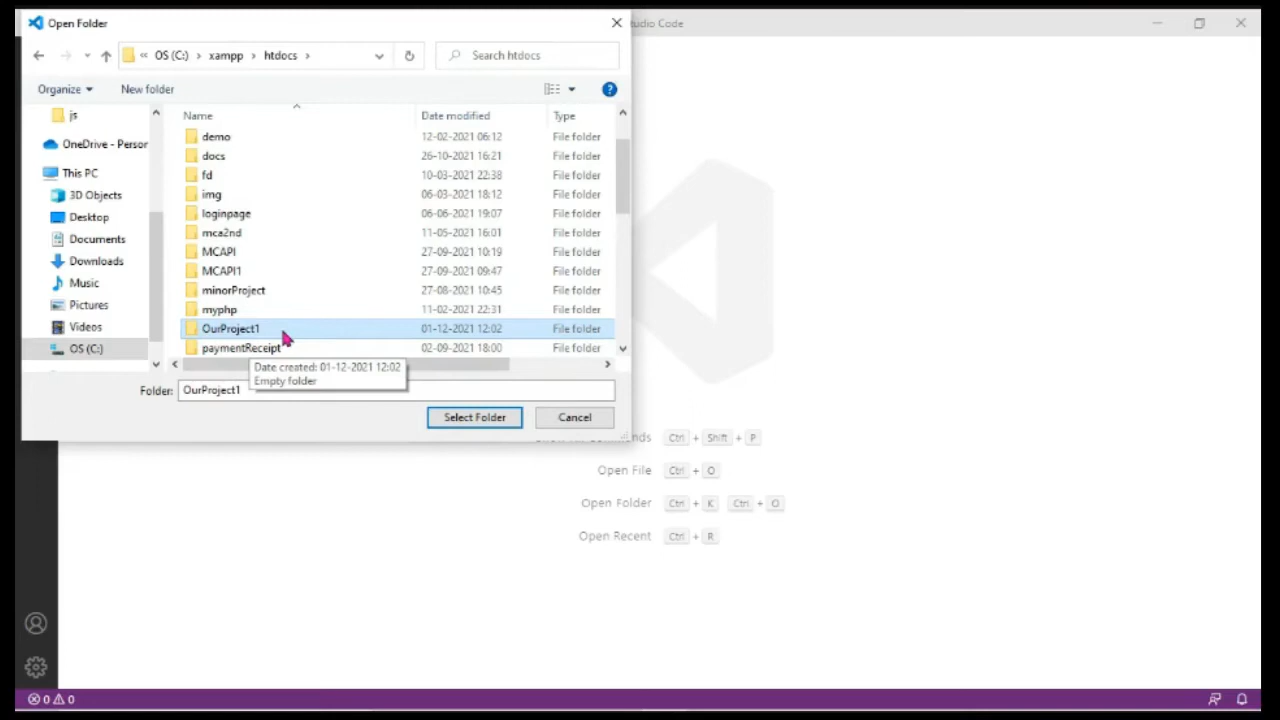 Open Folder
udio Code
« OS (C:) › xampp › htdocs ›
Search htdocs
Organize
New folder
js
OneDrive - Person
This PC
3D Objects
Desktop
Documents
Downloads
Music
Pictures
Videos
OS (C:)
Name Date modified Type
demo 12-02-2021 06:12 File folder
docs 26-10-2021 16:21 File folder
fd 10-03-2021 22:38 File folder
img 06-03-2021 18:12 File folder
loginpage 06-06-2021 19:07 File folder
mca2nd 11-05-2021 16:01 File folder
MCAPI 27-09-2021 10:19 File folder
MCAPI1 27-09-2021 09:47 File folder
minorProject 27-08-2021 10:45 File folder
myphp 11-02-2021 22:31 File folder
OurProject1 01-12-2021 12:02 File folder
paymentReceipt 02-09-2021 18:00 File folder
Date created: 01-12-2021 12:02
Empty folder
Folder: OurProject1
Select Folder Cancel
Ctrl + Shift + P
Open File Ctrl + O
Open Folder Ctrl + K Ctrl + O
Open Recent Ctrl + R
0 0